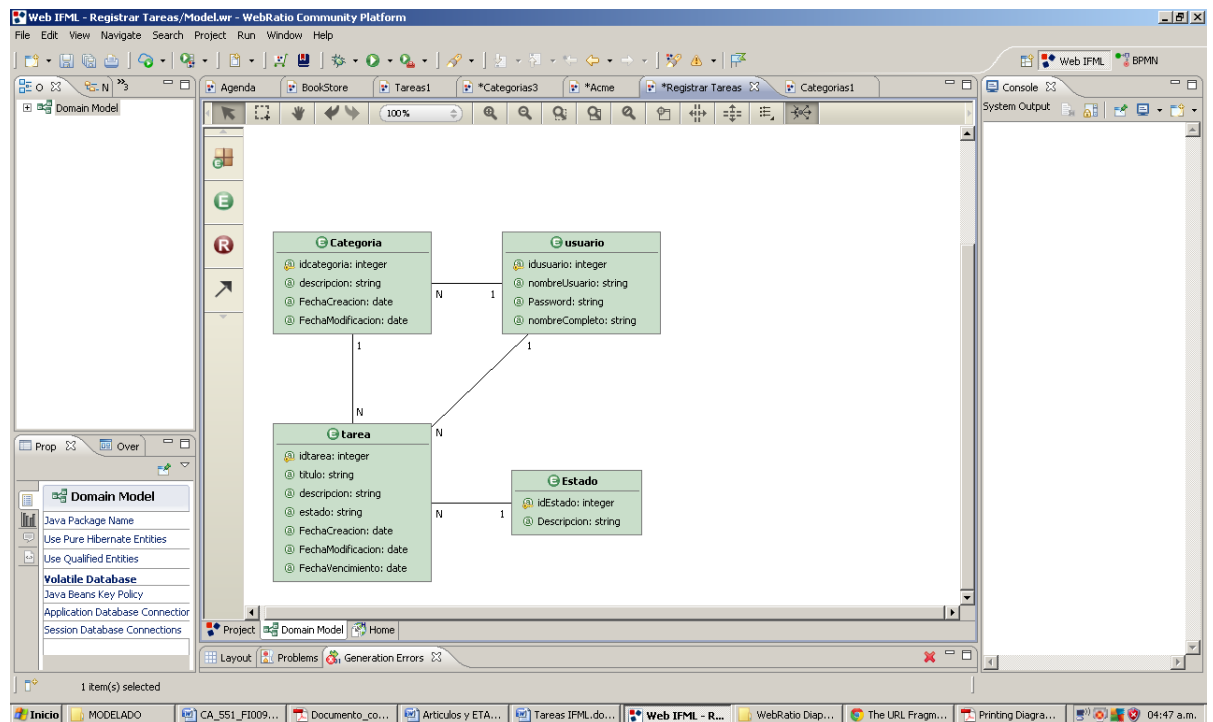 Web IFML - Registrar Tareas/Model.wr - WebRatio Community Platform
File Edit View Navigate Search Project Run Window Help
Web IFML BPMN
O N 3
Domain Model
Agenda BookStore Tareas1 *Categorias3 *Acme *Registrar Tareas Categorias1
100%
E
R
Categoria
idcategoria: integer
descripcion: string
FechaCreacion: date
FechaModificacion: date
N 1
usuario
idusuario: integer
nombreUsuario: string
Password: string
nombreCompleto: string
1
1
N
N
tarea
idtarea: integer
titulo: string
descripcion: string
estado: string
FechaCreacion: date
FechaModificacion: date
FechaVencimiento: date
N 1
Estado
idEstado: integer
Descripcion: string
Project Domain Model Home
Layout Problems Generation Errors
Console
System Output
Prop Over
Domain Model
Java Package Name
Use Pure Hibernate Entities
Use Qualified Entities
Volatile Database
Java Beans Key Policy
Application Database Connection
Session Database Connections
1 item(s) selected
Inicio MODELADO CA_551_FI009... Documento_co... Articulos y ETA... Tareas IFML.do... Web IFML - R... WebRatio Diap... The URL Fragm... Printing Diagra... 04:47 a.m.